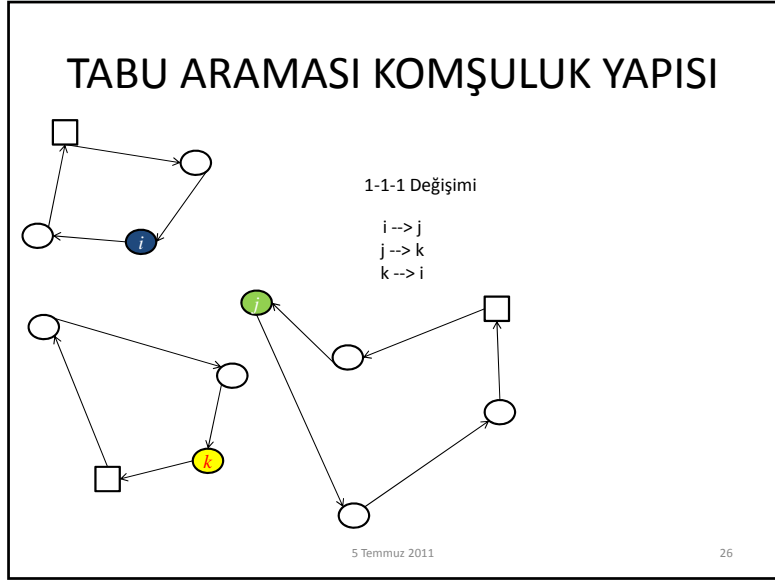 TABU ARAMASI KOMŞULUK YAPISI
1-1-1 Değişimi
i --> j
j --> k
k --> i
i
j
k
5 Temmuz 2011
26